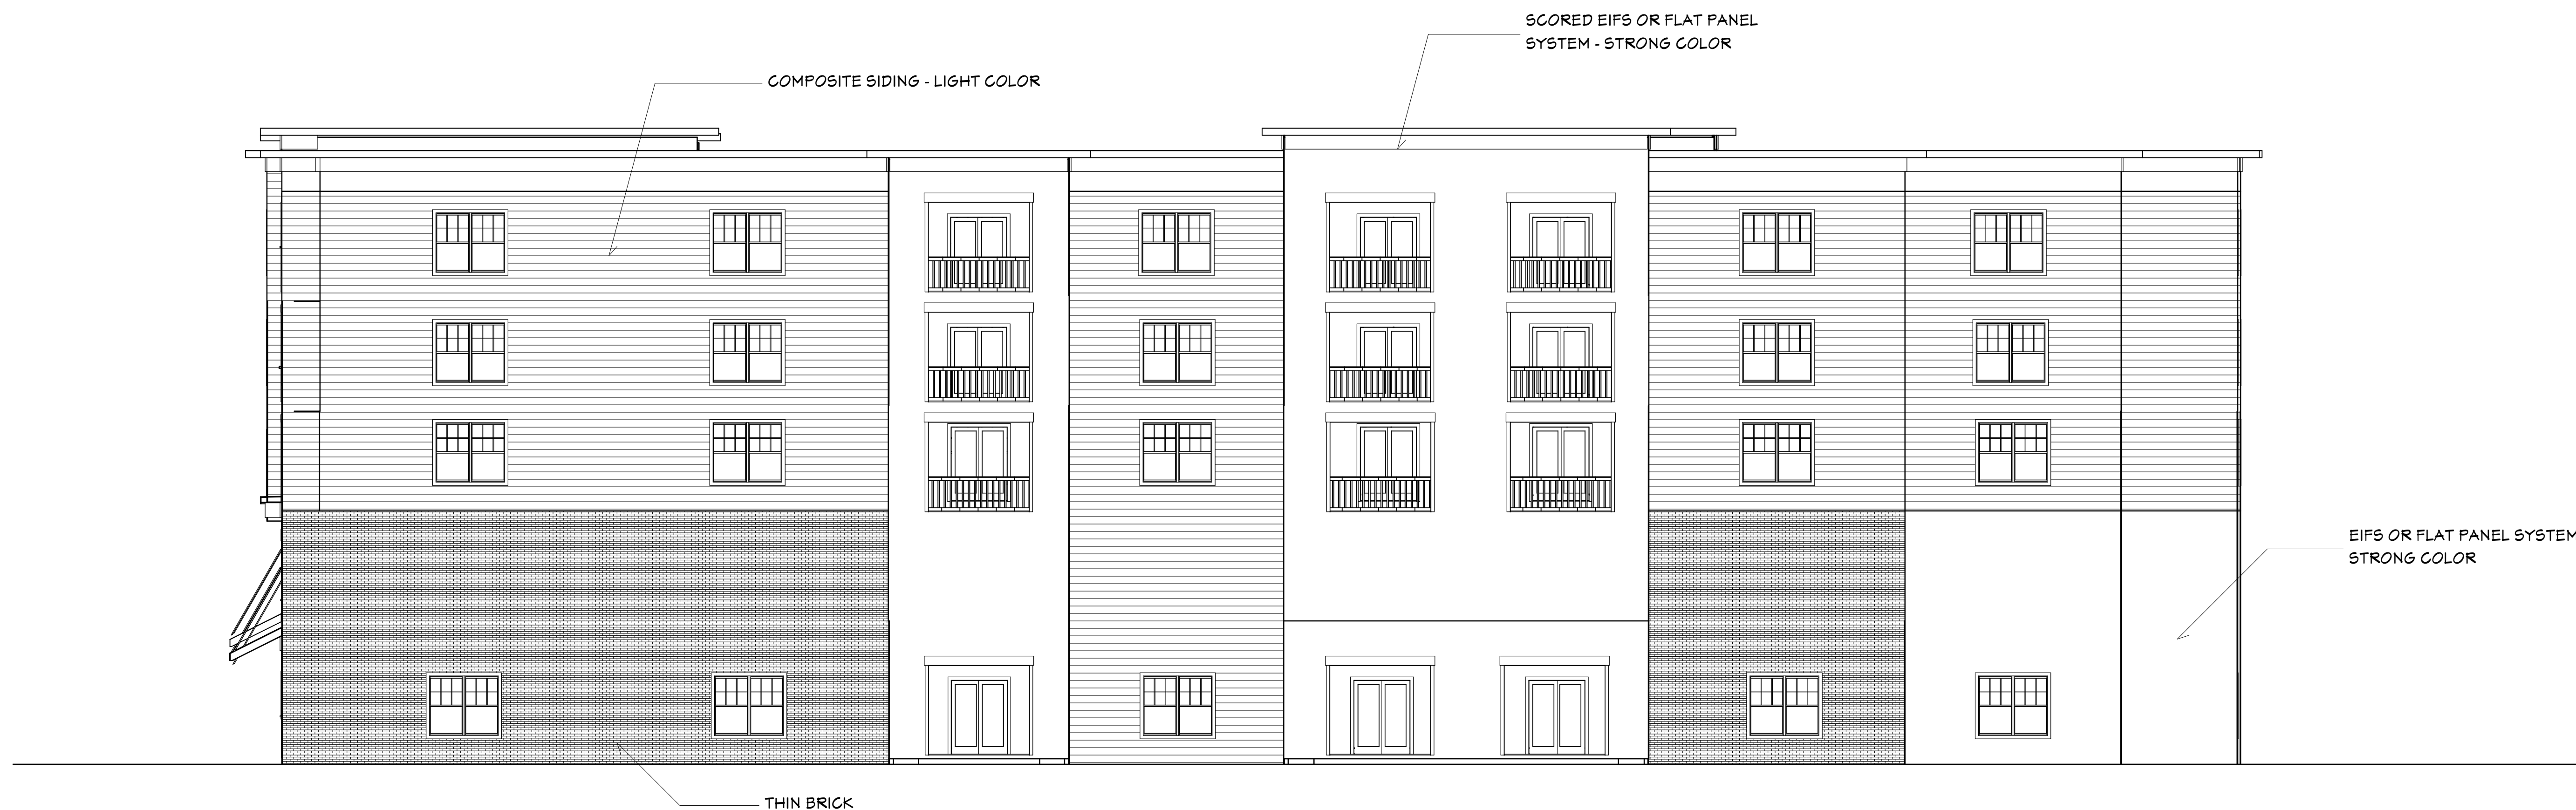 SCORED EIFS OR FLAT PANEL
SYSTEM - STRONG COLOR
COMPOSITE SIDING - LIGHT COLOR
EIFS OR FLAT PANEL SYSTEM
STRONG COLOR
THIN BRICK